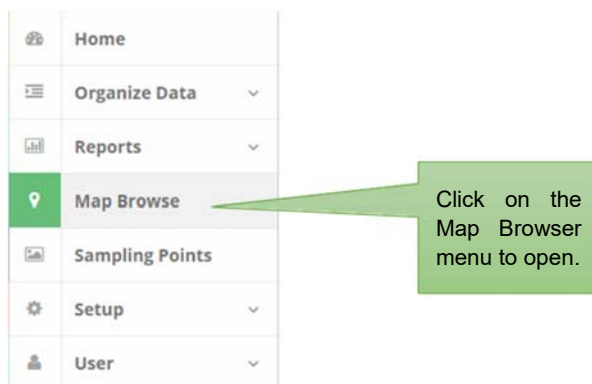 Home
Organize Data
Reports
Map Browse
Sampling Points
Setup
User
Click on the
Map Browser
menu to open.